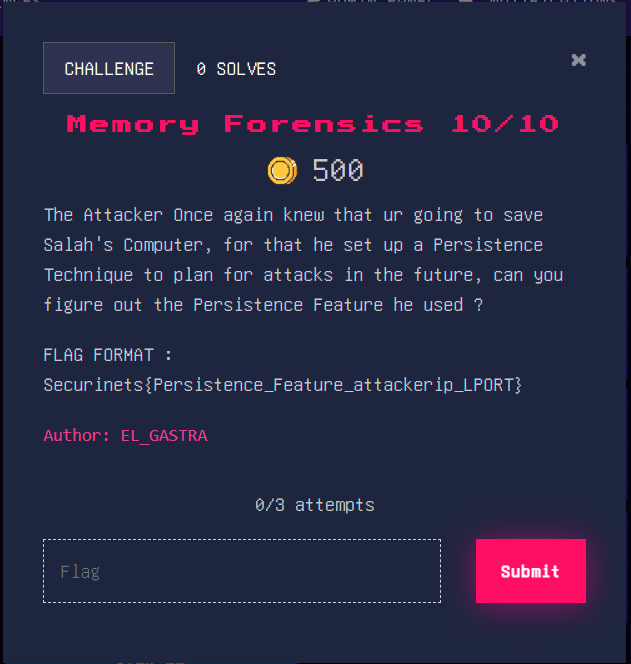 CHALLENGE
0 SOLVES
×
Memory Forensics 10/10
500
The Attacker Once again knew that ur going to save
Salah's Computer, for that he set up a Persistence
Technique to plan for attacks in the future, can you
figure out the Persistence Feature he used ?
FLAG FORMAT :
Securinets{Persistence_Feature_attackerip_LPORT}
Author: EL_GASTRA
0/3 attempts
Flag
Submit